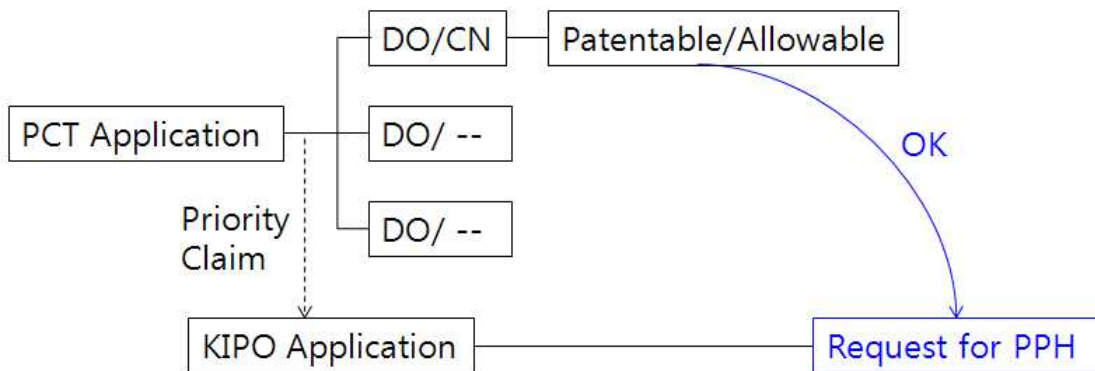 DO/CN
Patentable/Allowable
PCT Application
DO/ --
OK
Priority
Claim
DO/ --
KIPO Application
Request for PPH